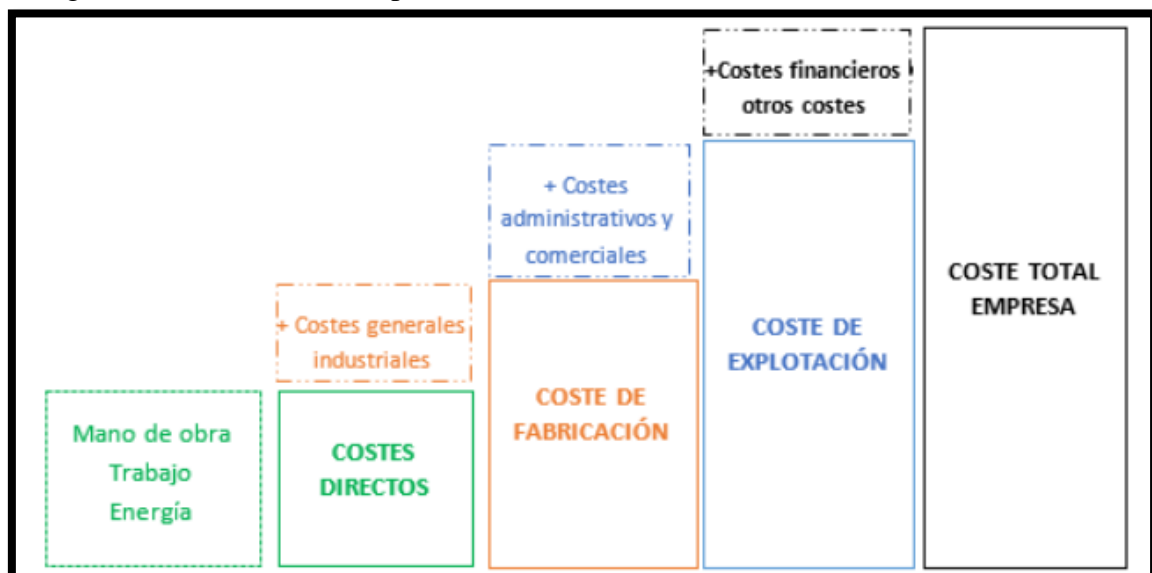 +Costes financieros
otros costes
+ Costes
administrativos y
comerciales
COSTE TOTAL
EMPRESA
+ Costes generales
industriales
COSTE DE
EXPLOTACIÓN
COSTE DE
FABRICACIÓN
Mano de obra
Trabajo
Energía
COSTES
DIRECTOS